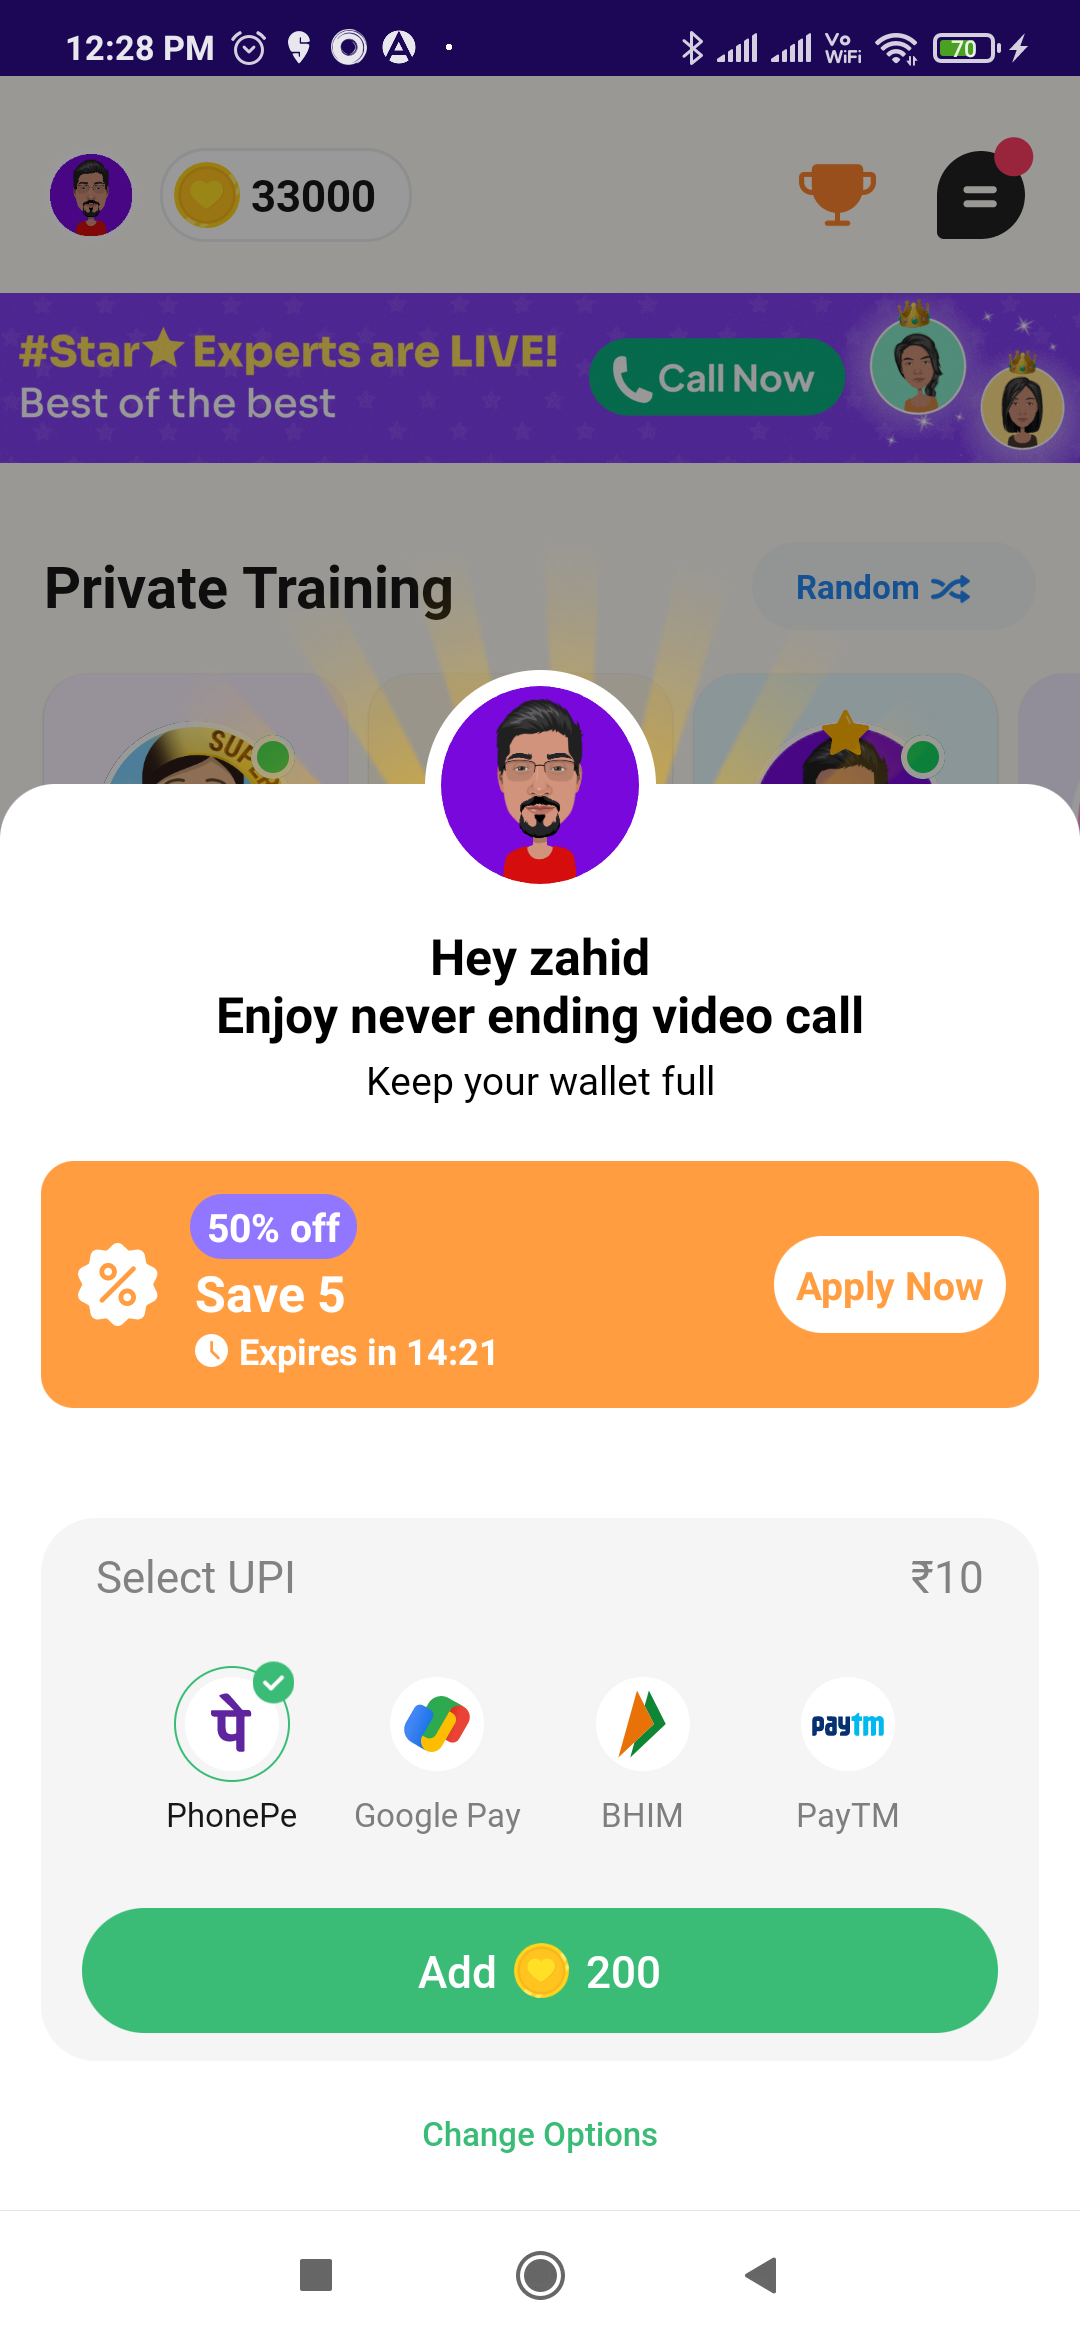 12:28 PM
Vo WiFi
70
33000
#Star Experts are LIVE!
Best of the best
Call Now
Private Training
Random
Hey zahid
Enjoy never ending video call
Keep your wallet full
50% off
Save 5
Expires in 14:21
Apply Now
Select UPI
₹10
पे
paytm
PhonePe
Google Pay
BHIM
PayTM
Add 200
Change Options